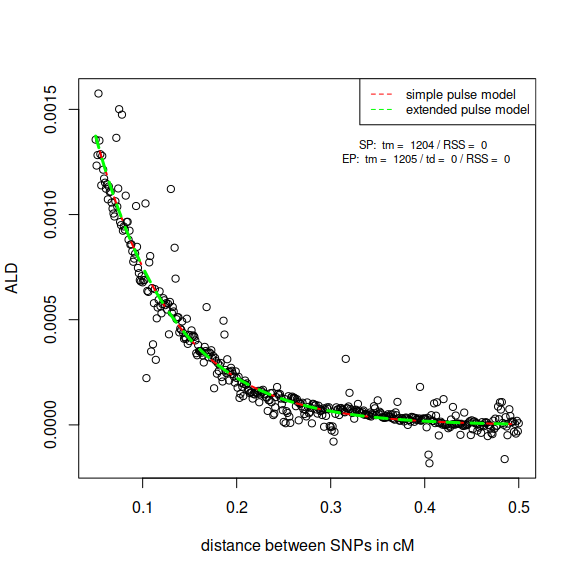 simple pulse model
extended pulse model
SP: tm = 1204 / RSS = 0
EP: tm = 1205 / td = 0 / RSS = 0
0.0015
0.0010
0.0005
0.0000
ALD
0.1 0.2 0.3 0.4 0.5
distance between SNPs in cM